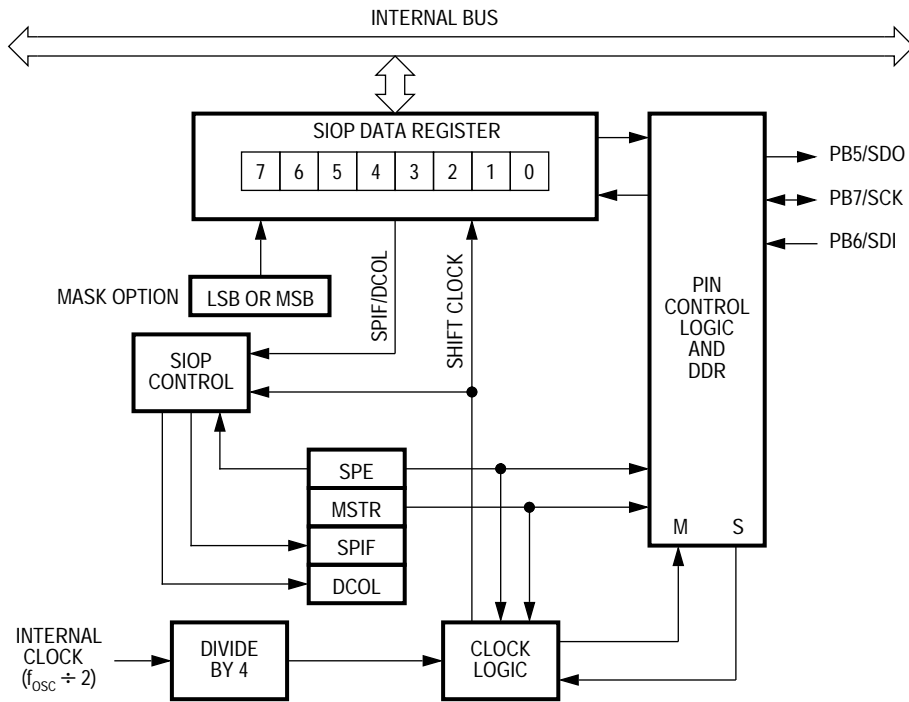 INTERNAL BUS
SIOP DATA REGISTER
7 6 5 4 3 2 1 0
PB5/SDO
PB7/SCK
PB6/SDI
MASK OPTION
LSB OR MSB
SPIF/DCOL
SHIFT CLOCK
PIN
CONTROL
LOGIC
AND
DDR
SIOP
CONTROL
SPE
MSTR
SPIF
DCOL
M S
INTERNAL
CLOCK
(fOSC ÷ 2)
DIVIDE
BY 4
CLOCK
LOGIC